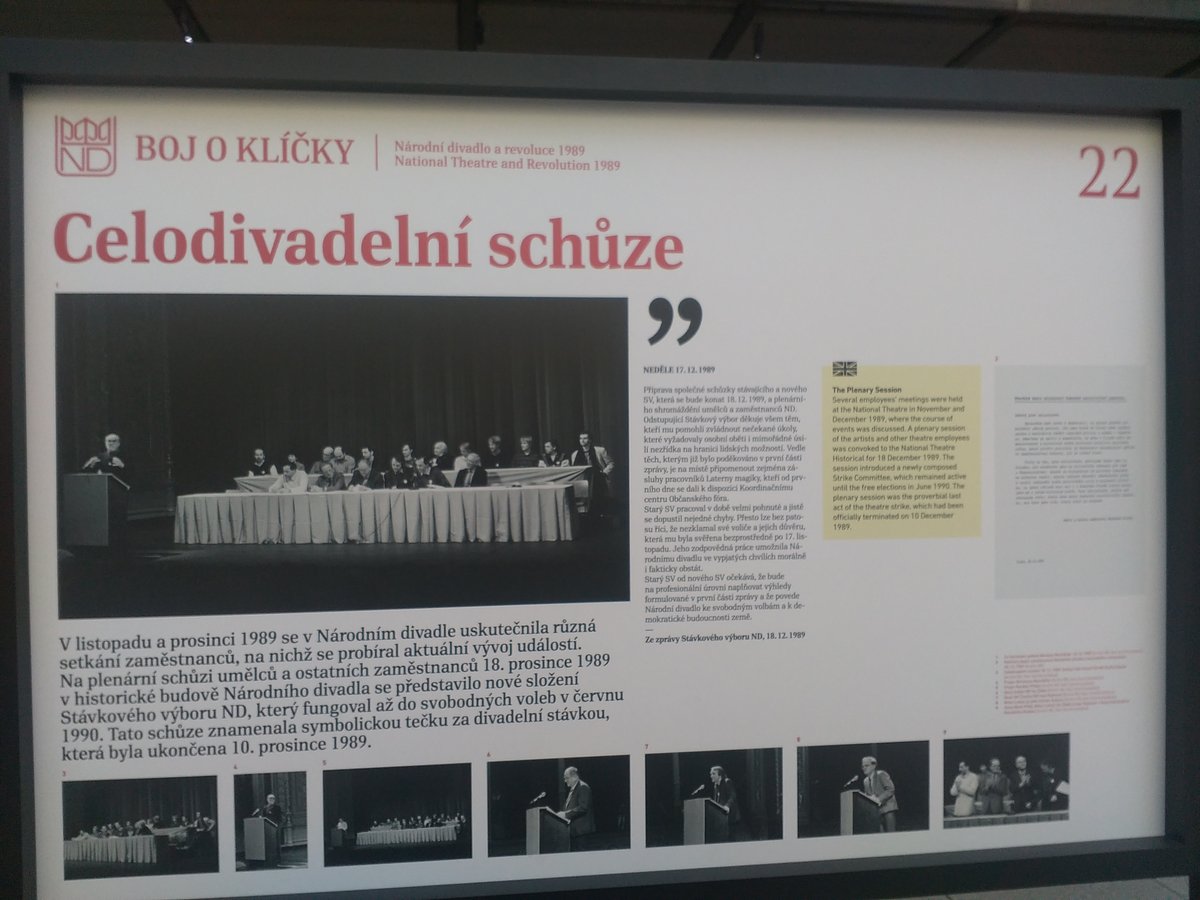 ND
BOJ O KLÍČKY
Národní divadlo a revoluce 1989
National Theatre and Revolution 1989
22
Celodivadelní schůze
1
V listopadu a prosinci 1989 se v Národním divadle uskutečnila různá
setkání zaměstnanců, na nichž se probíral aktuální vývoj událostí.
Na plenární schůzi umělců a ostatních zaměstnanců 18. prosince 1989
v historické budově Národního divadla se představilo nové složení
Stávkového výboru ND, který fungoval až do svobodných voleb v červnu
1990. Tato schůze znamenala symbolickou tečku za divadelní stávkou,
která byla ukončena 10. prosince 1989.
”
NEDĚLE 17. 12. 1989
Příprava společné schůzky stávajícího a nového
SV, která se bude konat 18. 12. 1989, a plenární-
ho shromáždění umělců a zaměstnanců ND.
Odstupující Stávkový výbor děkuje všem těm,
kteří mu pomohli zvládnout nečekané úkoly,
které vyžadovaly osobní oběti i mimořádné úsi-
lí nezřídka na hranici lidských možností. Vedle
těch, kterým již bylo poděkováno v první části
zprávy, je na místě připomenout zejména zá-
sluhy pracovníků Laterny magiky, kteří od prv-
ního dne se dali k dispozici Koordinačnímu
centru Občanského fóra.
Starý SV pracoval v době velmi pohnuté a jistě
se dopustil nejedné chyby. Přesto lze bez pato-
su říci, že nezklamal své voliče a jejich důvěru,
která mu byla svěřena bezprostředně po 17. lis-
topadu. Jeho zodpovědná práce umožnila Ná-
rodnímu divadlu ve vypjatých chvílích morálně
i fakticky obstát.
Starý SV od nového SV očekává, že bude
na profesionální úrovni naplňovat výhledy
formulované v první části zprávy a že povede
Národní divadlo ke svobodným volbám a k de-
mokratické budoucnosti země.
—
Ze zprávy Stávkového výboru ND, 18. 12. 1989
The Plenary Session
Several employees' meetings were held
at the National Theatre in November and
December 1989, where the course of
events was discussed. A plenary session
of the artists and other theatre employees
was convoked to the National Theatre
Historical for 18 December 1989. The
session introduced a newly composed
Strike Committee, which remained active
until the free elections in June 1990. The
plenary session was the proverbial last
act of the theatre strike, which had been
officially terminated on 10 December
1989.
2
3
4
5
6
7
8
9